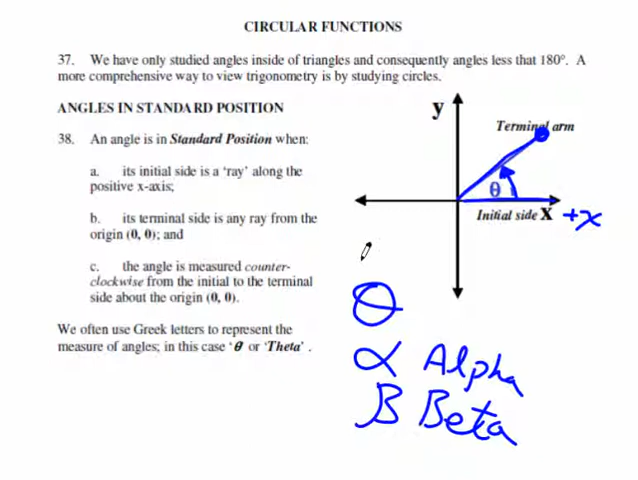 CIRCULAR FUNCTIONS
37. We have only studied angles inside of triangles and consequently angles less that 180°. A
more comprehensive way to view trigonometry is by studying circles.
ANGLES IN STANDARD POSITION
38. An angle is in Standard Position when:
a. its initial side is a ‘ray’ along the
positive x-axis;
b. its terminal side is any ray from the
origin (0, 0); and
c. the angle is measured counter-
clockwise from the initial to the terminal
side about the origin (0, 0).
We often use Greek letters to represent the
measure of angles; in this case ‘θ or ‘Theta’ .
y
Terminal arm
θ
Initial side X +x
θ
α Alpha
B Beta